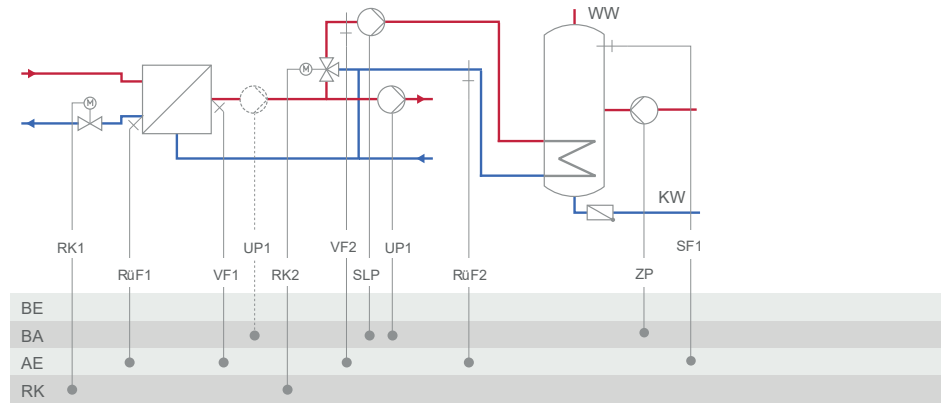 WW
M
M
KW
RK1
UP1
RK2
VF2
UP1
SF1
RüF1
VF1
SLP
RüF2
ZP
BE
BA
AE
RK